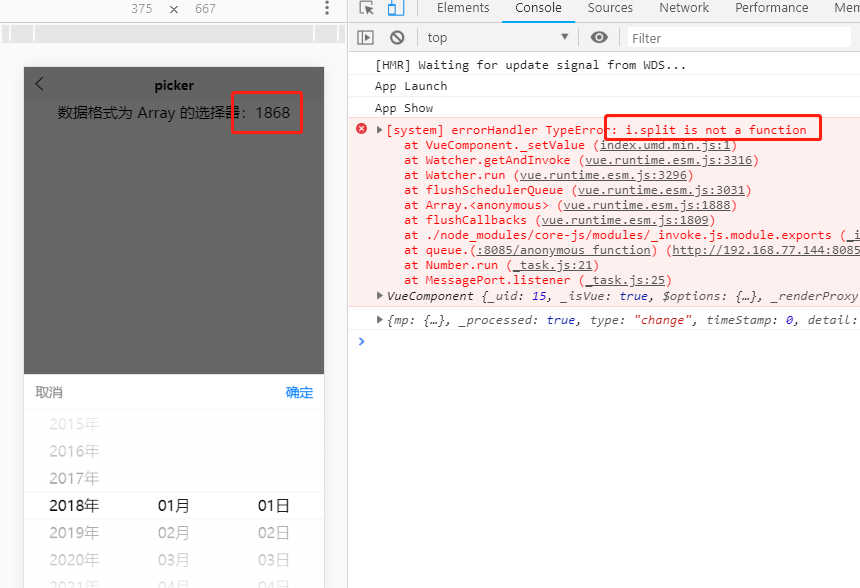 375 × 667
Elements Console Sources Network Performance Mem
top Filter
picker
数据格式为 Array 的选择器: 1868
[HMR] Waiting for update signal from WDS...
App Launch
App Show
[system] errorHandler TypeError: i.split is not a function
at VueComponent._setValue (index.umd.min.js:1)
at Watcher.getAndInvoke (vue.runtime.esm.js:3316)
at Watcher.run (vue.runtime.esm.js:3296)
at flushSchedulerQueue (vue.runtime.esm.js:3031)
at Array.<anonymous> (vue.runtime.esm.js:1888)
at flushCallbacks (vue.runtime.esm.js:1809)
at ./node_modules/core-js/modules/_invoke.js.module.exports (_i
at queue.(:8085/anonymous function) (http://192.168.77.144:8085
at Number.run (_task.js:21)
at MessagePort.listener (_task.js:25)
VueComponent {_uid: 15, _isVue: true, $options: {…}, _renderProxy
{mp: {…}, _processed: true, type: "change", timeStamp: 0, detail:
取消 确定
2015年
2016年
2017年
2018年 01月 01日
2019年 02月 02日
2020年 03月 03日
2021年 04月 04日